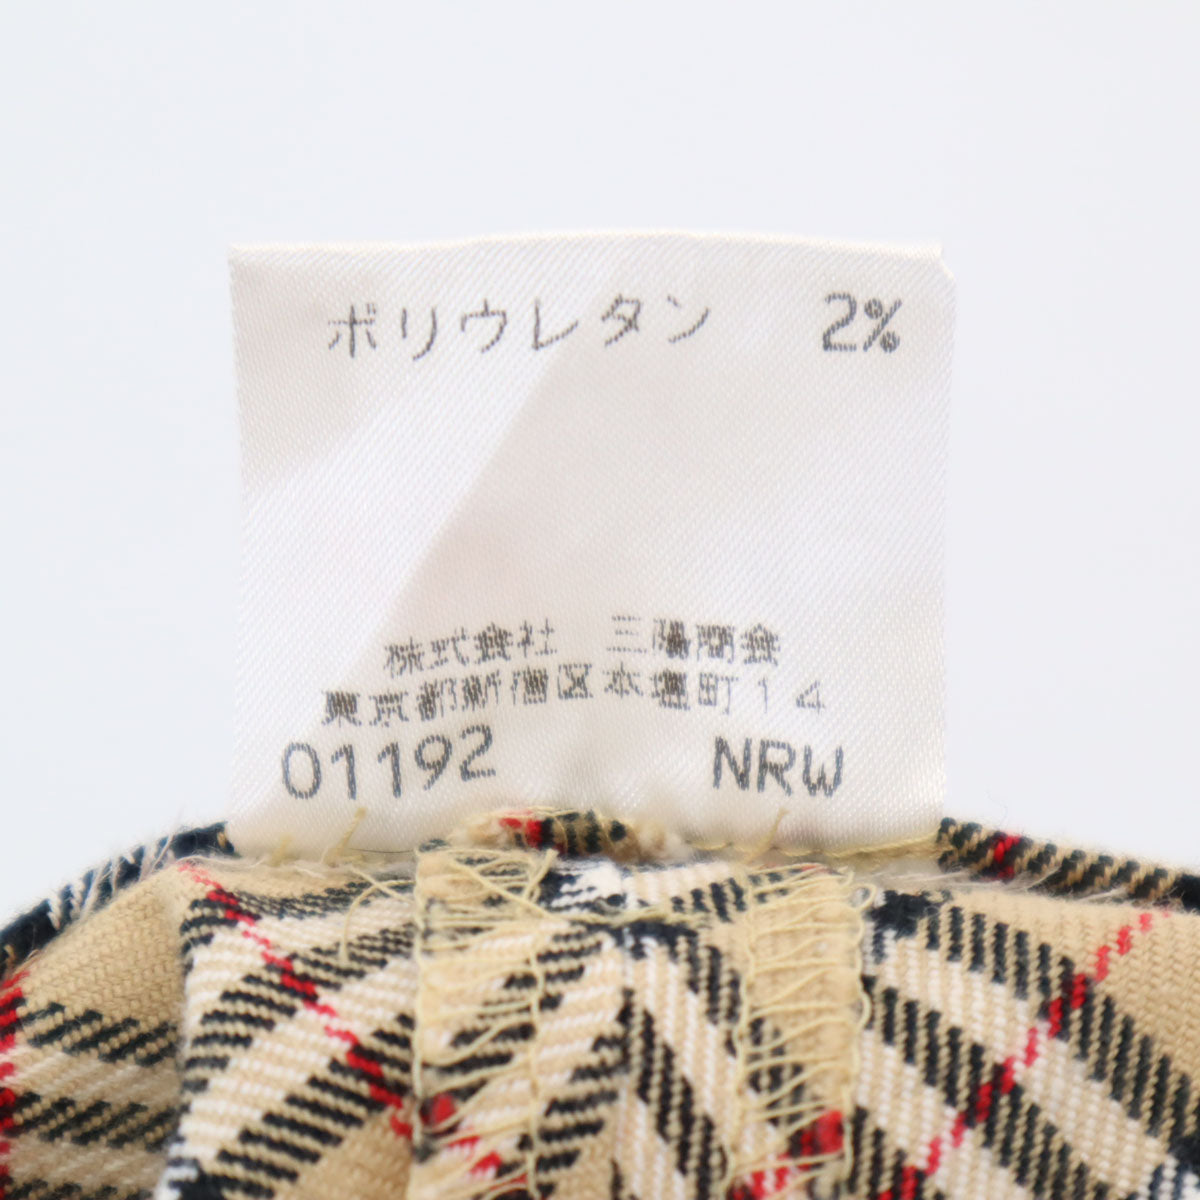 ポリウレタン 2%
株式会社 三陽商会
東京都新宿区本塩町14
01192 NRW